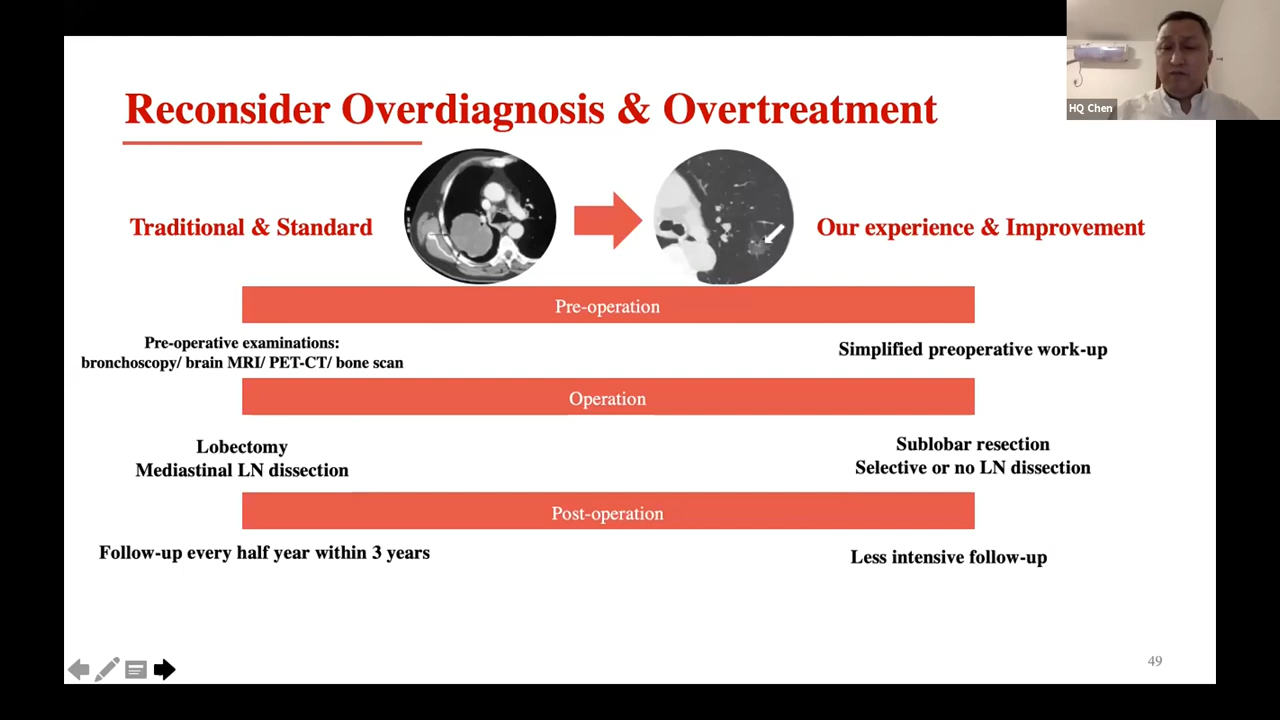 Reconsider Overdiagnosis & Overtreatment
HQ Chen
Traditional & Standard
Our experience & Improvement
Pre-operation
Pre-operative examinations:
bronchoscopy/ brain MRI/ PET-CT/ bone scan
Simplified preoperative work-up
Operation
Lobectomy
Mediastinal LN dissection
Sublobar resection
Selective or no LN dissection
Post-operation
Follow-up every half year within 3 years
Less intensive follow-up
49